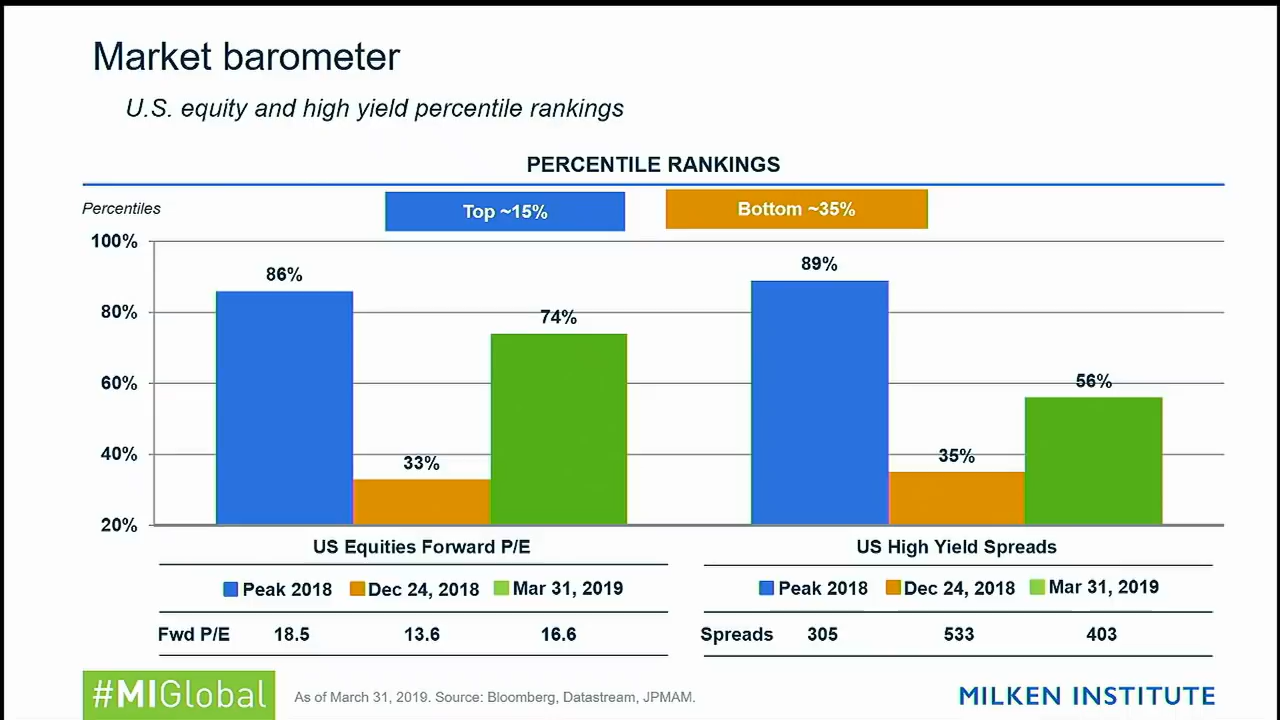 Market barometer
U.S. equity and high yield percentile rankings
PERCENTILE RANKINGS
Percentiles
Top ~15%
Bottom ~35%
100%
80%
60%
40%
20%
86%
33%
74%
89%
35%
56%
US Equities Forward P/E
US High Yield Spreads
Peak 2018 Dec 24, 2018 Mar 31, 2019
Peak 2018 Dec 24, 2018 Mar 31, 2019
Fwd P/E 18.5 13.6 16.6
Spreads 305 533 403
#MIGlobal
As of March 31, 2019. Source: Bloomberg, Datastream, JPMAM.
MILKEN INSTITUTE